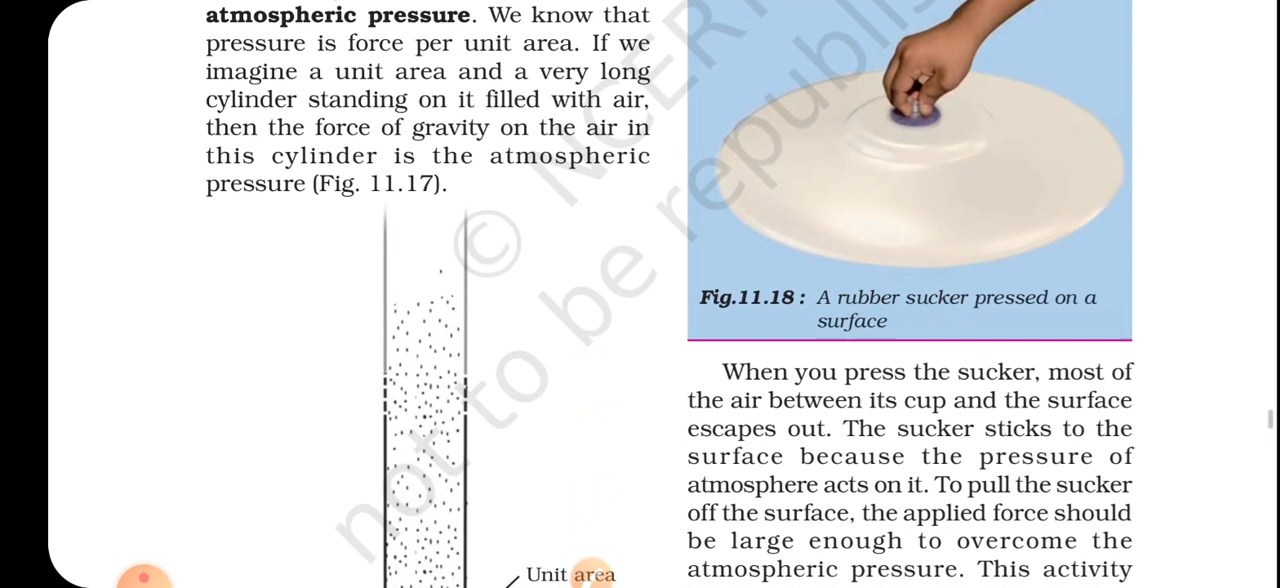 atmospheric pressure. We know that
pressure is force per unit area. If we
imagine a unit area and a very long
cylinder standing on it filled with air,
then the force of gravity on the air in
this cylinder is the atmospheric
pressure (Fig. 11.17).
Unit area
Fig.11.18 : A rubber sucker pressed on a
surface
When you press the sucker, most of
the air between its cup and the surface
escapes out. The sucker sticks to the
surface because the pressure of
atmosphere acts on it. To pull the sucker
off the surface, the applied force should
be large enough to overcome the
atmospheric pressure. This activity
© NCERT
not to be republis